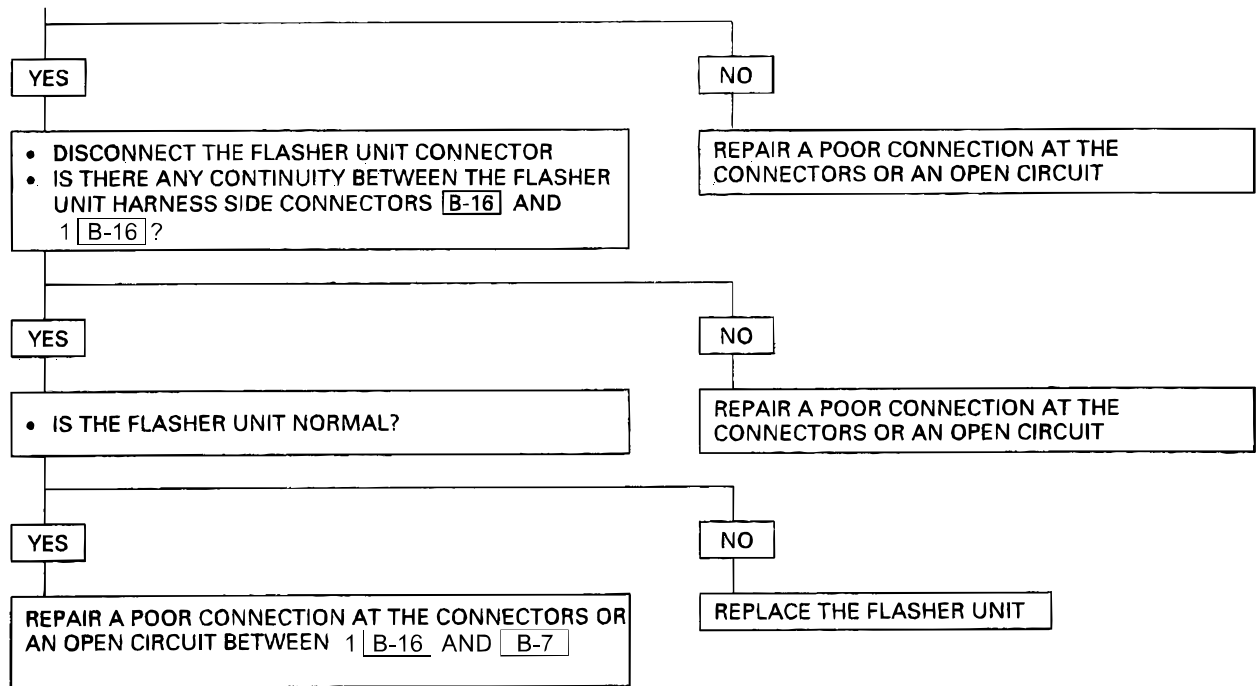 YES
NO
• DISCONNECT THE FLASHER UNIT CONNECTOR
• IS THERE ANY CONTINUITY BETWEEN THE FLASHER
UNIT HARNESS SIDE CONNECTORS B-16 AND
1 B-16 ?
REPAIR A POOR CONNECTION AT THE
CONNECTORS OR AN OPEN CIRCUIT
YES
NO
• IS THE FLASHER UNIT NORMAL?
REPAIR A POOR CONNECTION AT THE
CONNECTORS OR AN OPEN CIRCUIT
YES
NO
REPAIR A POOR CONNECTION AT THE CONNECTORS OR
AN OPEN CIRCUIT BETWEEN 1 B-16 AND B-7
REPLACE THE FLASHER UNIT